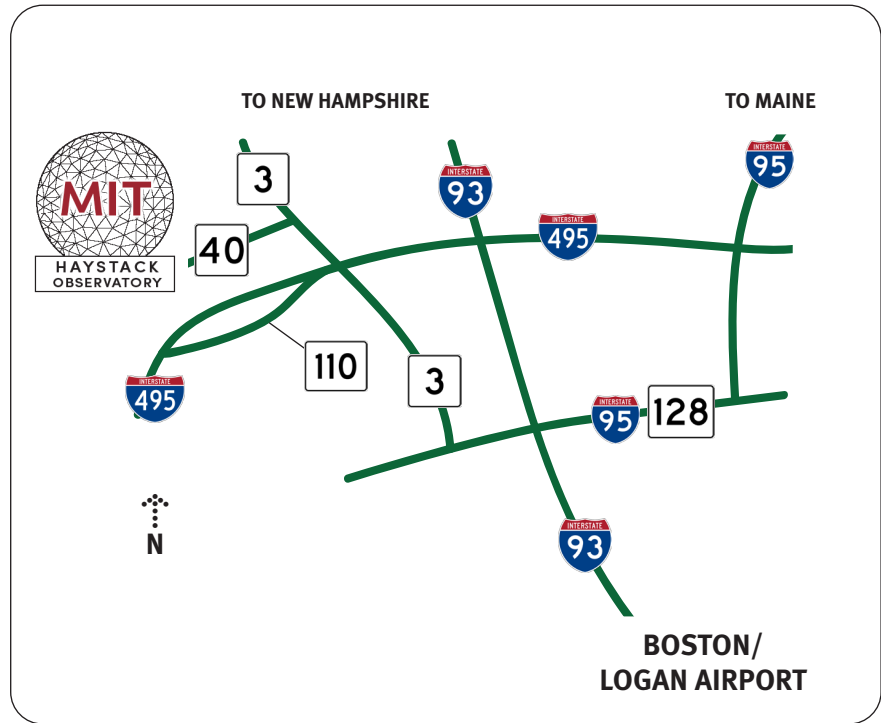 TO NEW HAMPSHIRE
TO MAINE
INTERSTATE
95
3
INTERSTATE
93
MIT
HAYSTACK
OBSERVATORY
40
INTERSTATE
495
110
3
INTERSTATE
495
INTERSTATE
95
128
N
INTERSTATE
93
BOSTON/
LOGAN AIRPORT